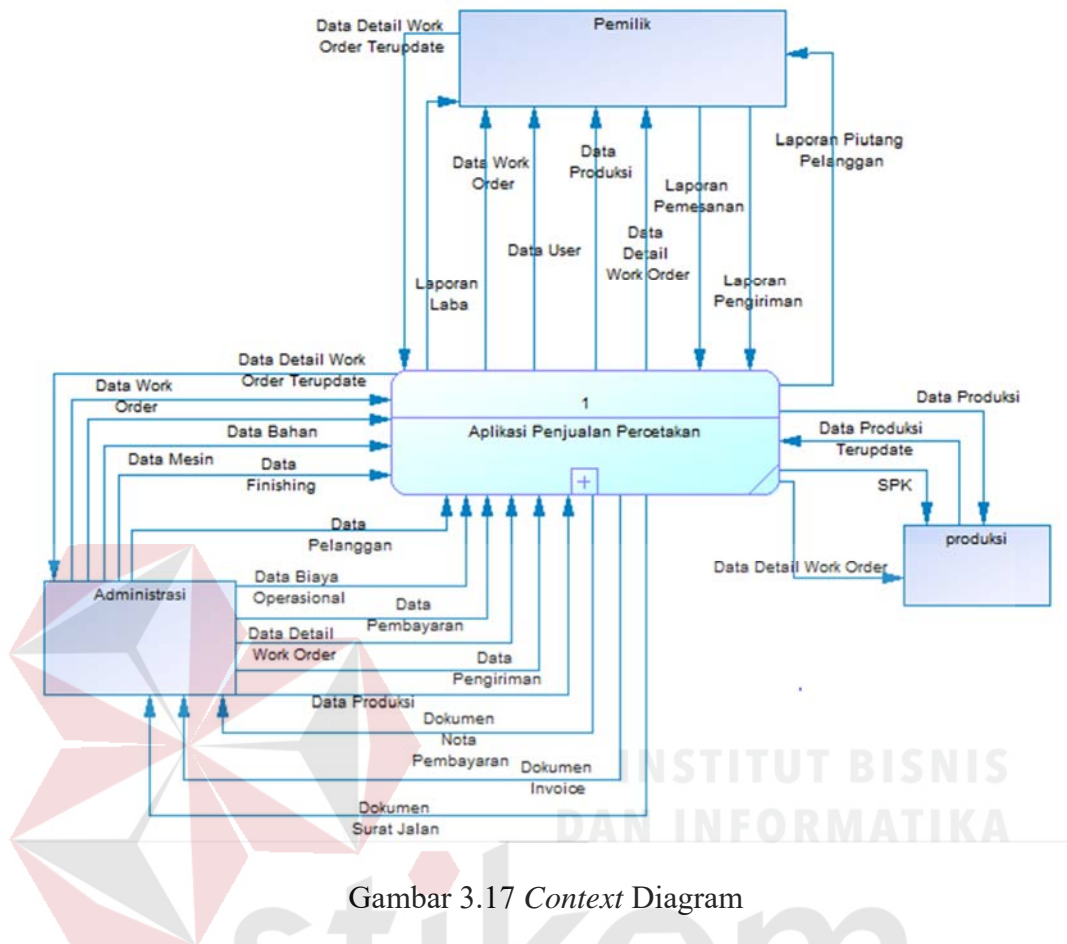 Data Detail Work
Order Terupdate
Pemilik
Laporan Piutang
Pelanggan
Data Work
Order
Data
Produksi
Laporan
Pemesanan
Data User
Data
Detail
Work Order
Laporan
Laba
Laporan
Pengiriman
Data Detail Work
Order Terupdate
Data Work
Order
Data Bahan
Data Mesin
Data
Finishing
1
Aplikasi Penjualan Percetakan
Data Produksi
Data Produksi
Terupdate
SPK
produksi
Data Detail Work Order
Data
Pelanggan
Administrasi
Data Biaya
Operasional
Data
Pembayaran
Data Detail
Work Order
Data
Pengiriman
Data Produksi
Dokumen
Nota
Pembayaran
Dokumen
Invoice
Dokumen
Surat Jalan
INSTITUT BISNIS
DAN INFORMATIKA
Gambar 3.17 Context Diagram
stikom